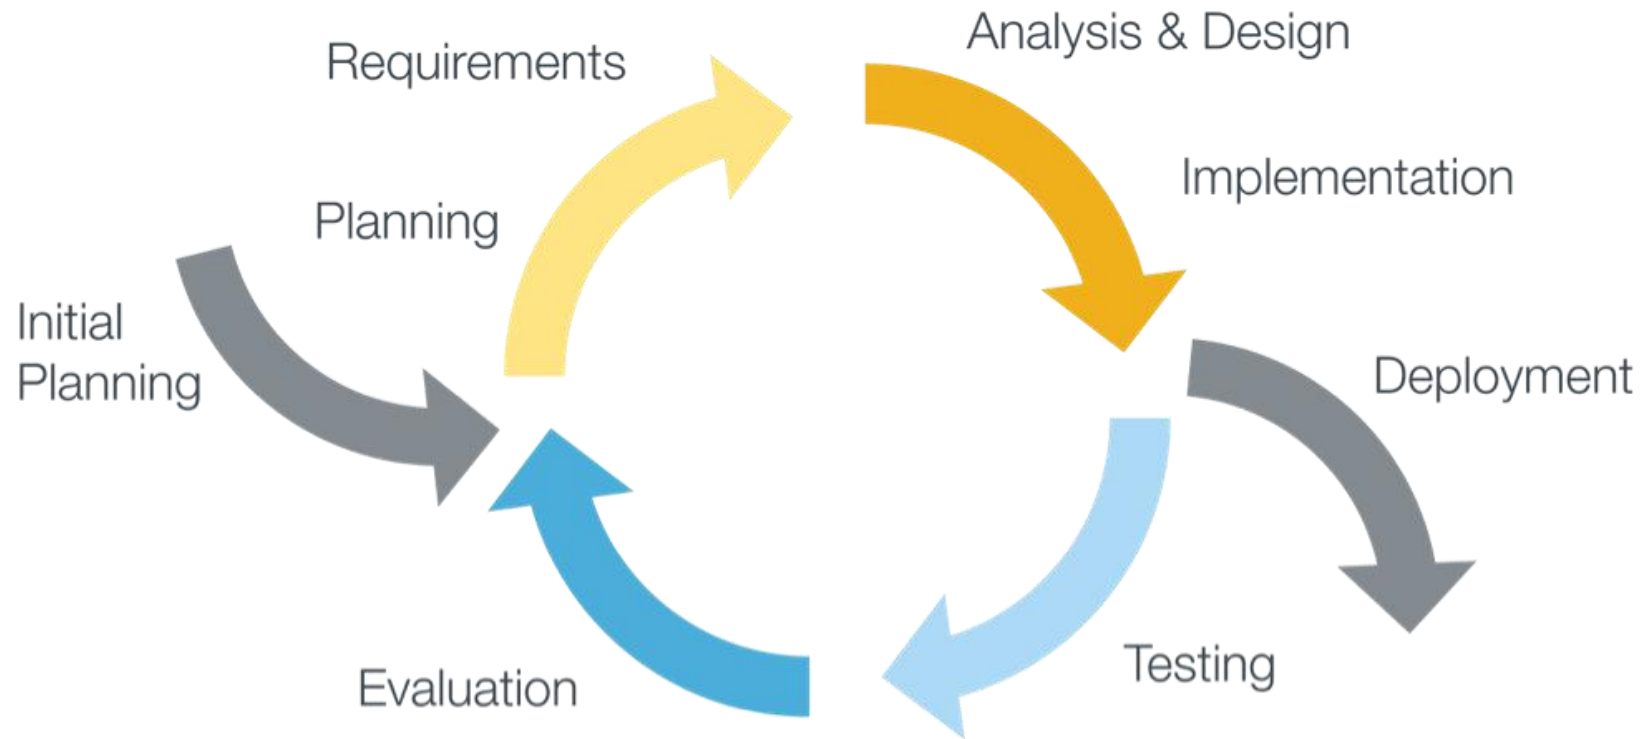 Analysis & Design
Requirements
Implementation
Planning
Initial
Planning
Deployment
Testing
Evaluation